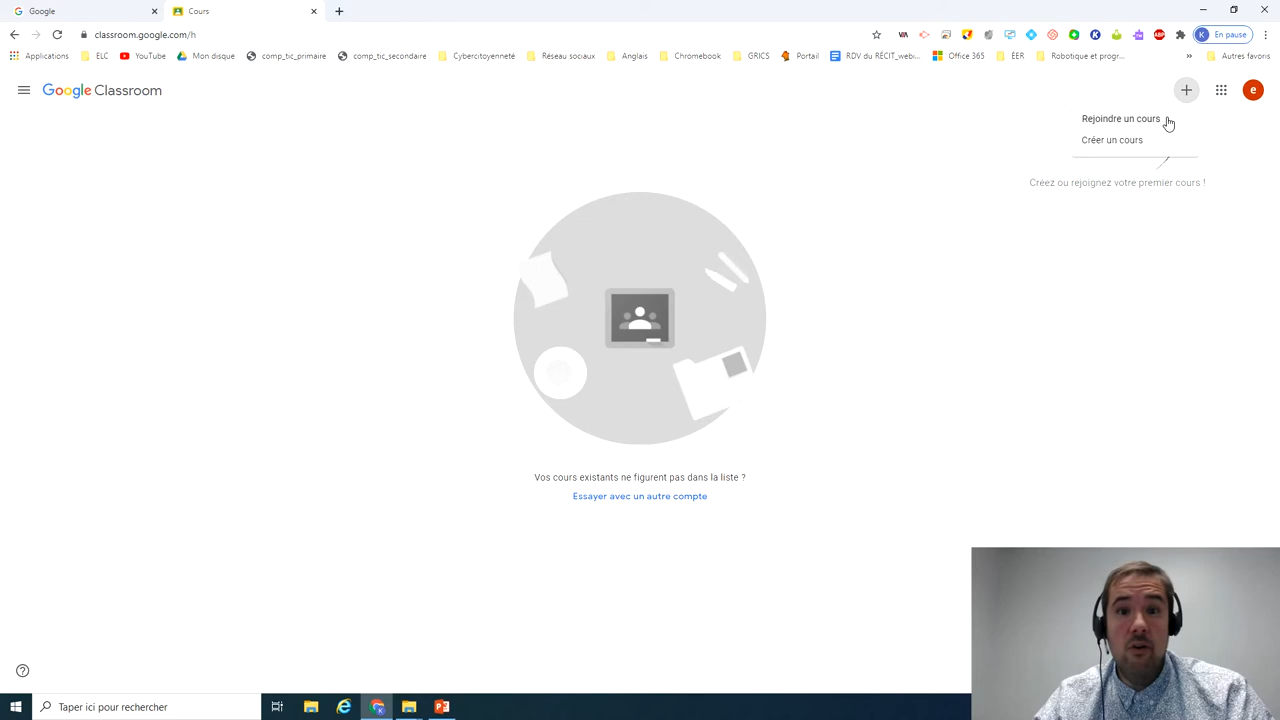 Google
Cours
classroom.google.com/h
En pause
Applications
ELC
YouTube
Mon disque
comp_tic_primaire
comp_tic_secondaire
Cybercitoyenneté
Réseau sociaux
Anglais
Chromebook
GRICS
Portail
RDV du RÉCIT_web...
Office 365
ÉER
Robotique et progr...
»
Autres favoris
Google Classroom
e
Rejoindre un cours
Créer un cours
Créez ou rejoignez votre premier cours !
Vos cours existants ne figurent pas dans la liste ?
Essayer avec un autre compte
Taper ici pour rechercher